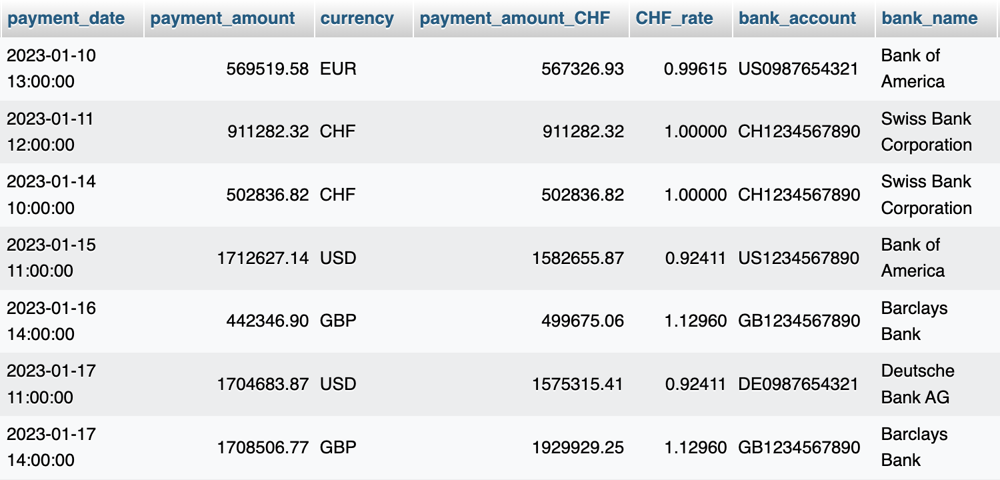 payment_date payment_amount currency payment_amount_CHF CHF_rate bank_account bank_name
2023-01-10 13:00:00 569519.58 EUR 567326.93 0.99615 US0987654321 Bank of America
2023-01-11 12:00:00 911282.32 CHF 911282.32 1.00000 CH1234567890 Swiss Bank Corporation
2023-01-14 10:00:00 502836.82 CHF 502836.82 1.00000 CH1234567890 Swiss Bank Corporation
2023-01-15 11:00:00 1712627.14 USD 1582655.87 0.92411 US1234567890 Bank of America
2023-01-16 14:00:00 442346.90 GBP 499675.06 1.12960 GB1234567890 Barclays Bank
2023-01-17 11:00:00 1704683.87 USD 1575315.41 0.92411 DE0987654321 Deutsche Bank AG
2023-01-17 14:00:00 1708506.77 GBP 1929929.25 1.12960 GB1234567890 Barclays Bank